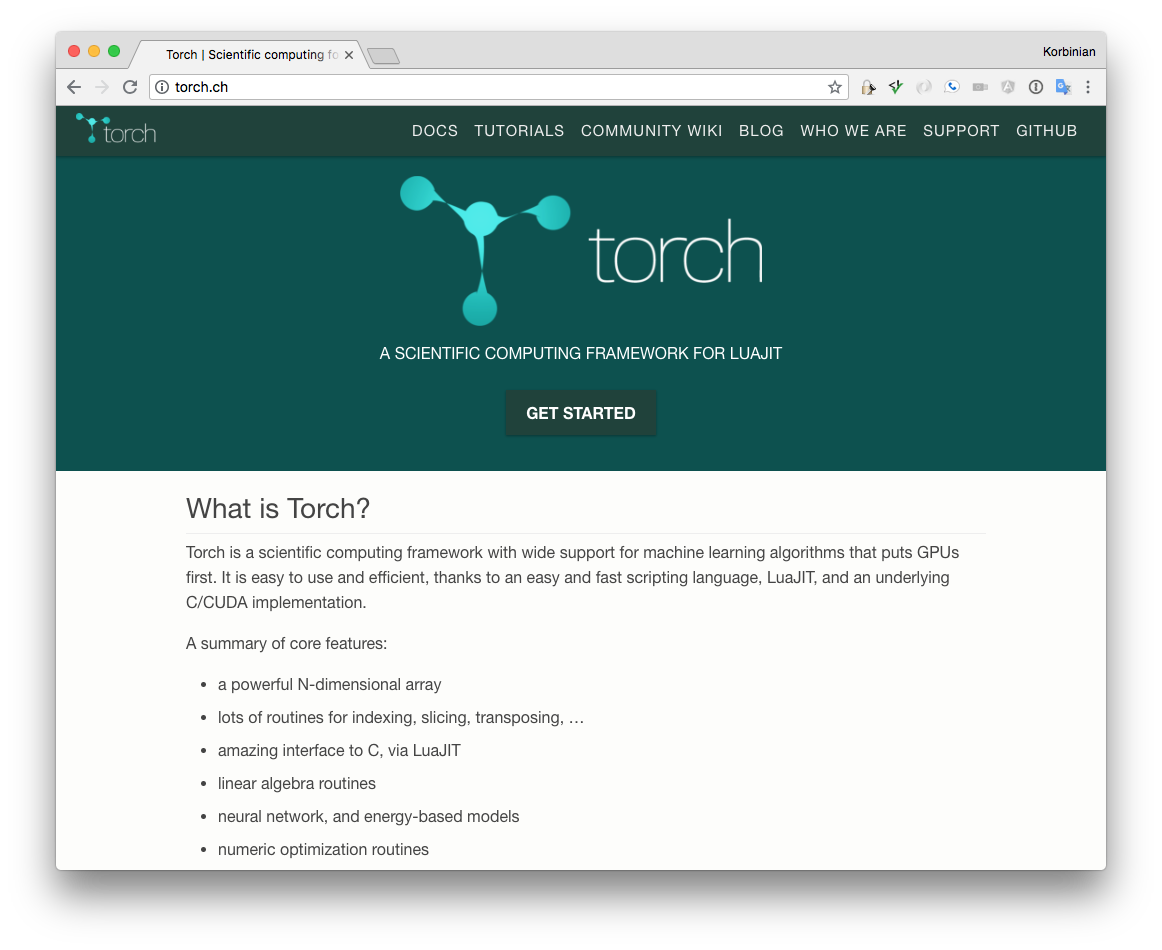 Torch | Scientific computing fo
Korbinian
torch.ch
torch
DOCS TUTORIALS COMMUNITY WIKI BLOG WHO WE ARE SUPPORT GITHUB
torch
A SCIENTIFIC COMPUTING FRAMEWORK FOR LUAJIT
GET STARTED
What is Torch?
Torch is a scientific computing framework with wide support for machine learning algorithms that puts GPUs
first. It is easy to use and efficient, thanks to an easy and fast scripting language, LuaJIT, and an underlying
C/CUDA implementation.
A summary of core features:
• a powerful N-dimensional array
• lots of routines for indexing, slicing, transposing, …
• amazing interface to C, via LuaJIT
• linear algebra routines
• neural network, and energy-based models
• numeric optimization routines